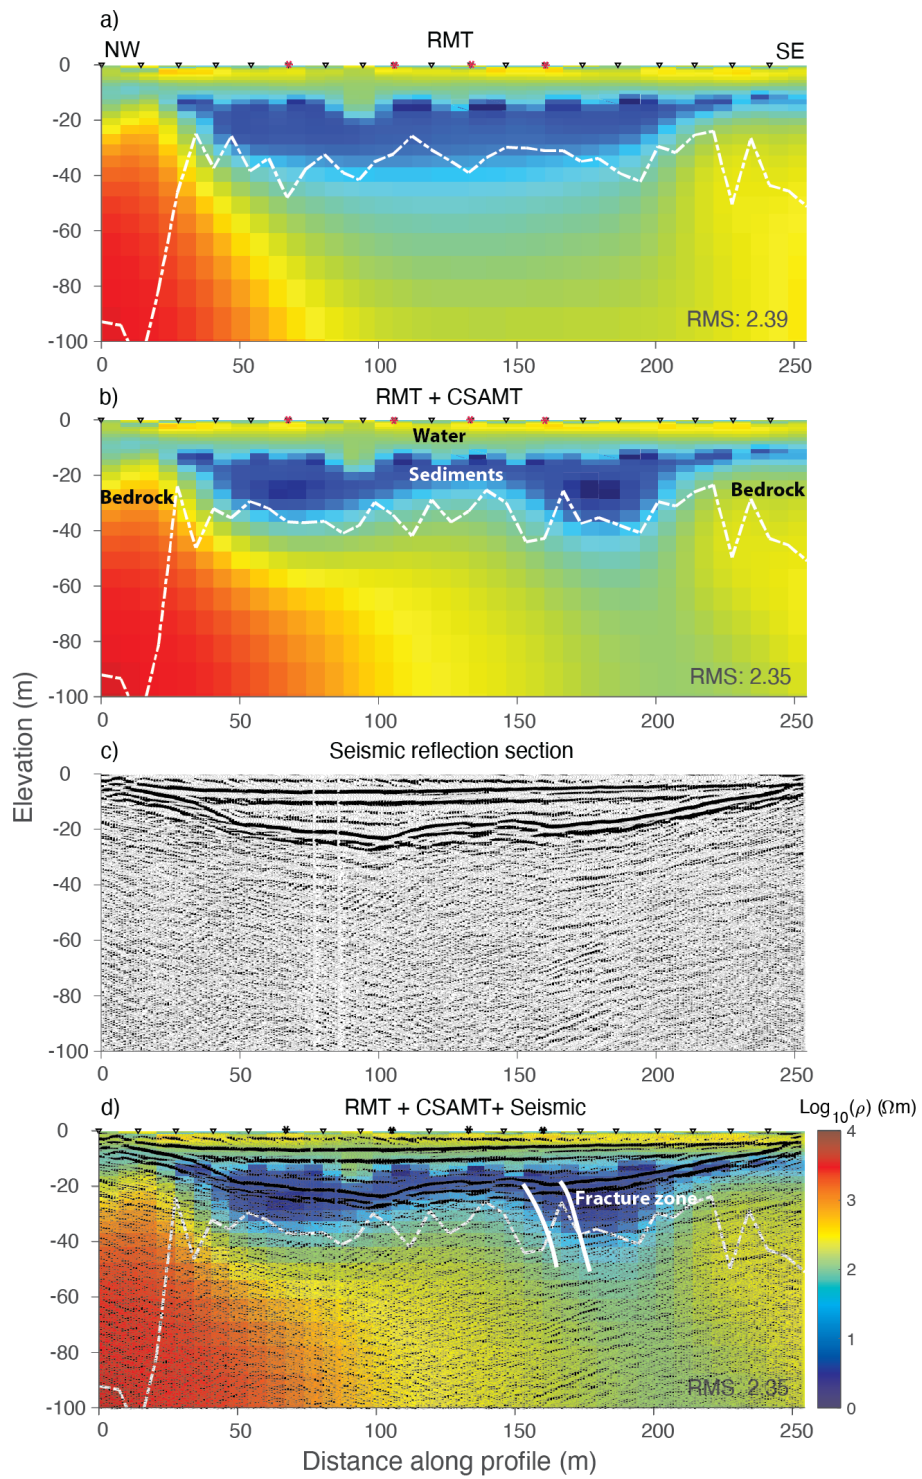 a)
NW
RMT
SE
0
-20
-40
-60
-80
-100
RMS: 2.39
0
50
100
150
200
250
b)
RMT + CSAMT
0
-20
-40
-60
-80
-100
Water
Sediments
Bedrock
Bedrock
RMS: 2.35
0
50
100
150
200
250
Elevation (m)
c)
Seismic reflection section
0
-20
-40
-60
-80
-100
0
50
100
150
200
250
d)
RMT + CSAMT+ Seismic
Log10(ρ) (Ωm)
0
-20
-40
-60
-80
-100
Fracture zone
RMS: 2.35
4
3
2
1
0
0
50
100
150
200
250
Distance along profile (m)